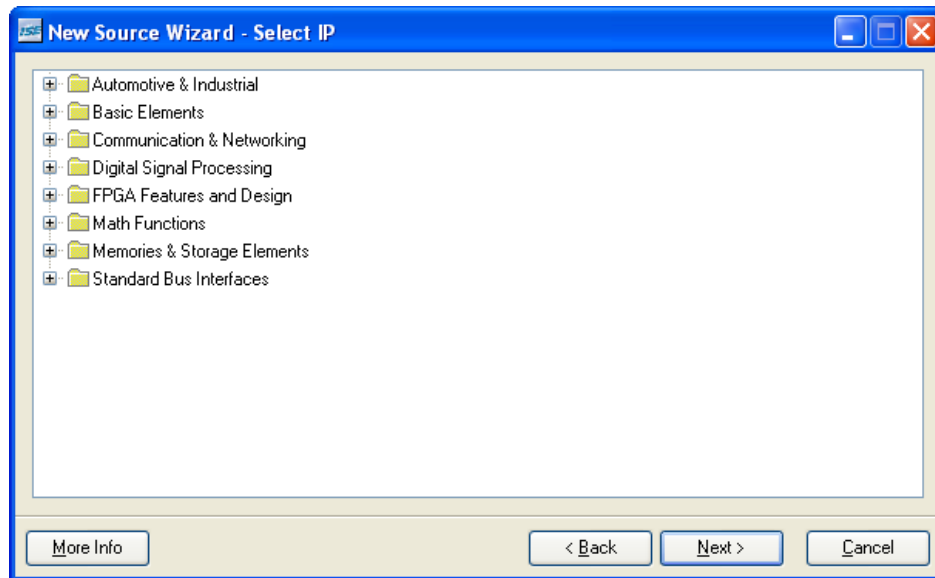 ISE New Source Wizard - Select IP
Automotive & Industrial
Basic Elements
Communication & Networking
Digital Signal Processing
FPGA Features and Design
Math Functions
Memories & Storage Elements
Standard Bus Interfaces
More Info < Back Next > Cancel